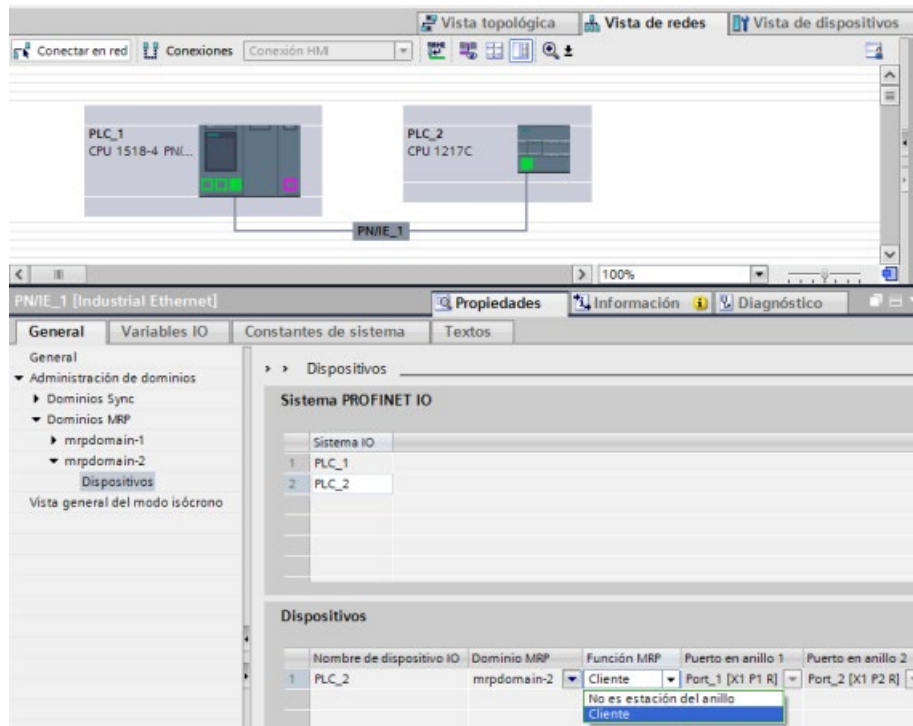 Vista topológica Vista de redes Vista de dispositivos
Conectar en red Conexiones Conexión HMI
PLC_1
CPU 1518-4 PN/...
PLC_2
CPU 1217C
PN/IE_1
100%
PN/IE_1 [Industrial Ethernet] Propiedades Información Diagnóstico
General Variables IO Constantes de sistema Textos
General
Administración de dominios
Dominios Sync
Dominios MRP
mrpdomain-1
mrpdomain-2
Dispositivos
Vista general del modo isócrono
Dispositivos
Sistema PROFINET IO
Sistema IO
1 PLC_1
2 PLC_2
Dispositivos
Nombre de dispositivo IO Dominio MRP Función MRP Puerto en anillo 1 Puerto en anillo 2
1 PLC_2 mrpdomain-2 Cliente Port_1 [X1 P1 R] Port_2 [X1 P2 R]
No es estación del anillo
Cliente